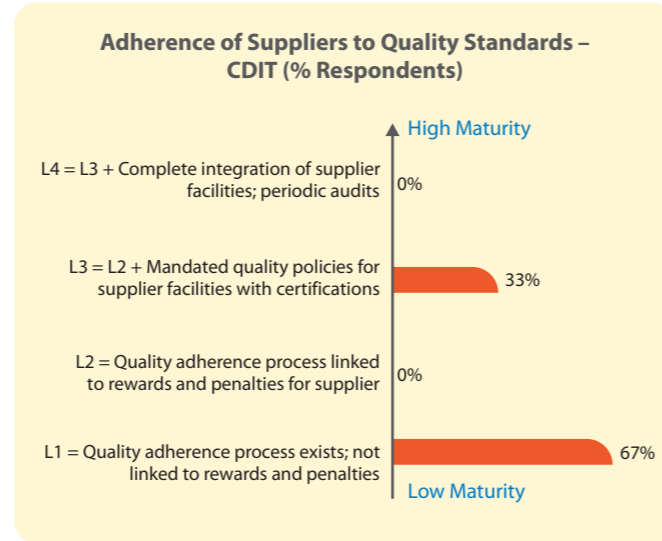 Adherence of Suppliers to Quality Standards –
CDIT (% Respondents)
High Maturity
L4 = L3 + Complete integration of supplier
facilities; periodic audits
0%
L3 = L2 + Mandated quality policies for
supplier facilities with certifications
33%
L2 = Quality adherence process linked
to rewards and penalties for supplier
0%
L1 = Quality adherence process exists; not
linked to rewards and penalties
67%
Low Maturity